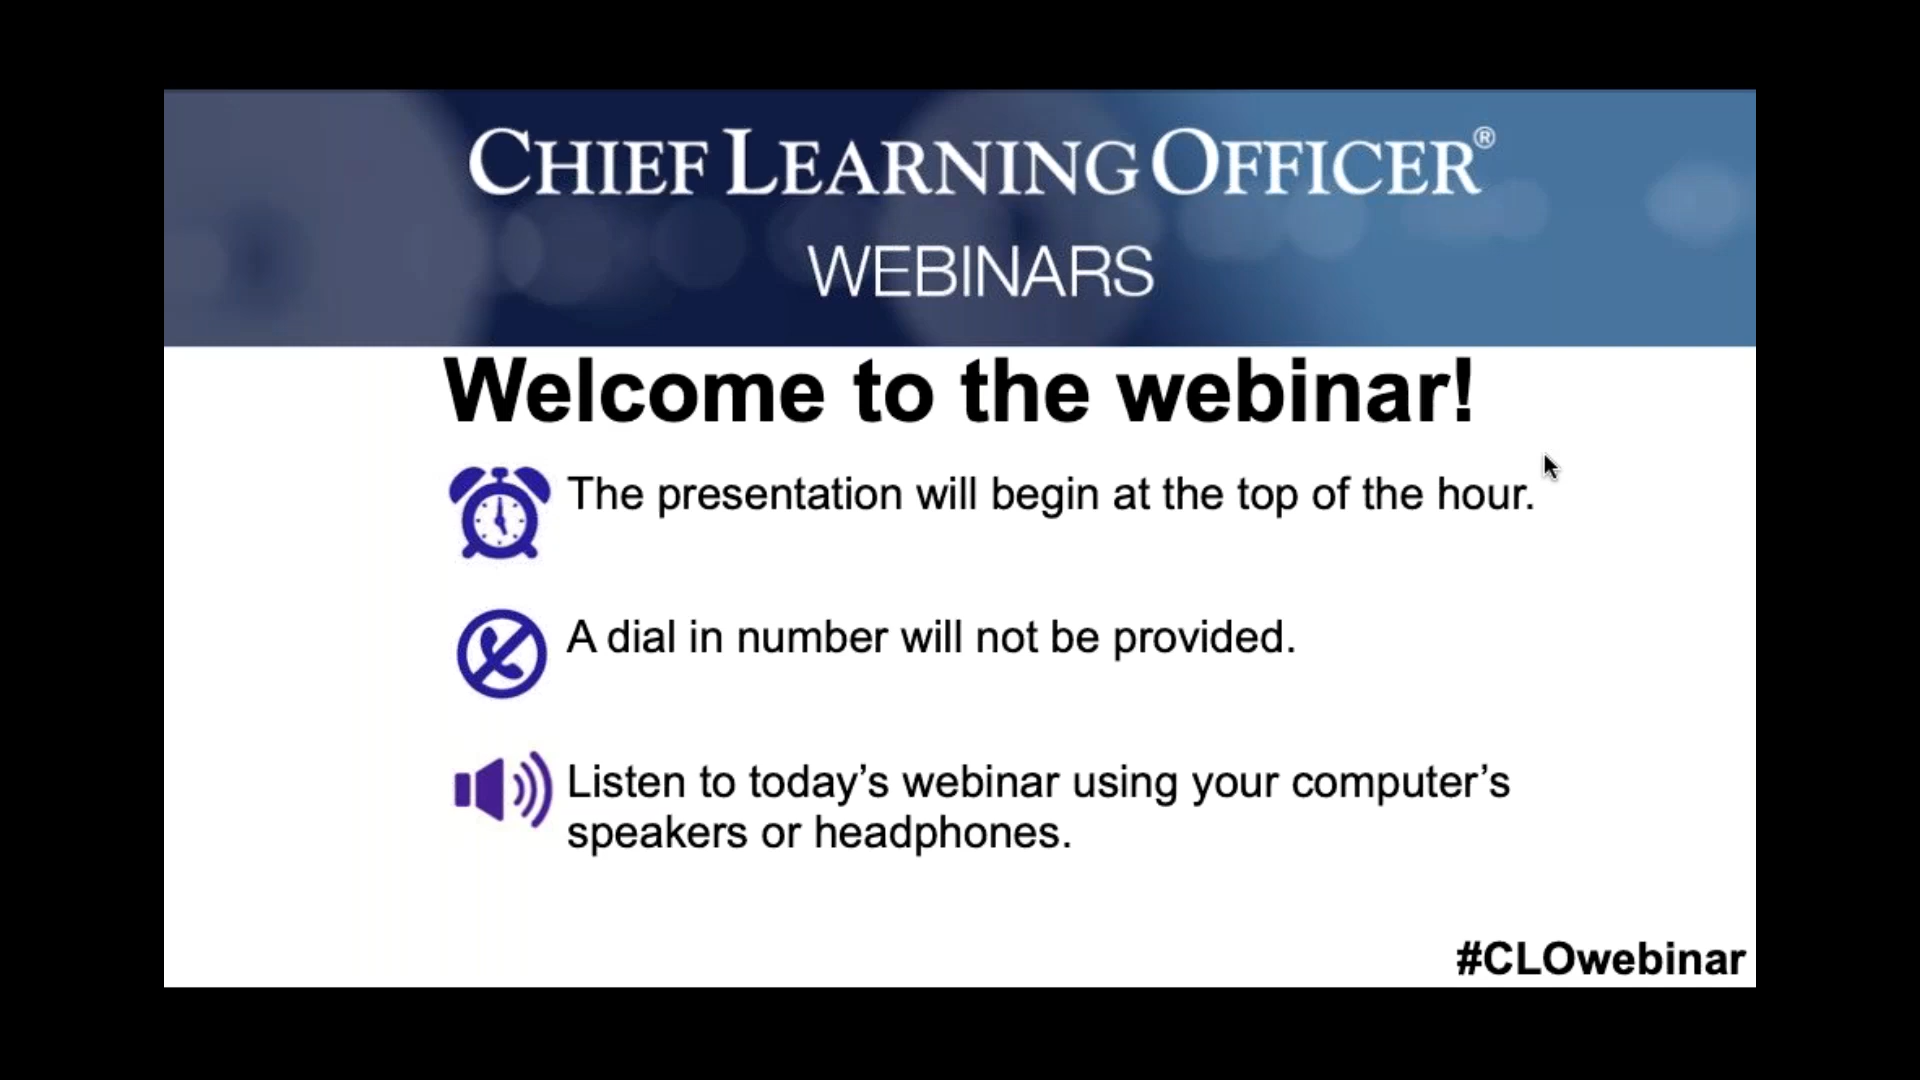 CHIEF LEARNING OFFICER®
WEBINARS
Welcome to the webinar!
The presentation will begin at the top of the hour.
A dial in number will not be provided.
Listen to today’s webinar using your computer’s
speakers or headphones.
#CLOwebinar